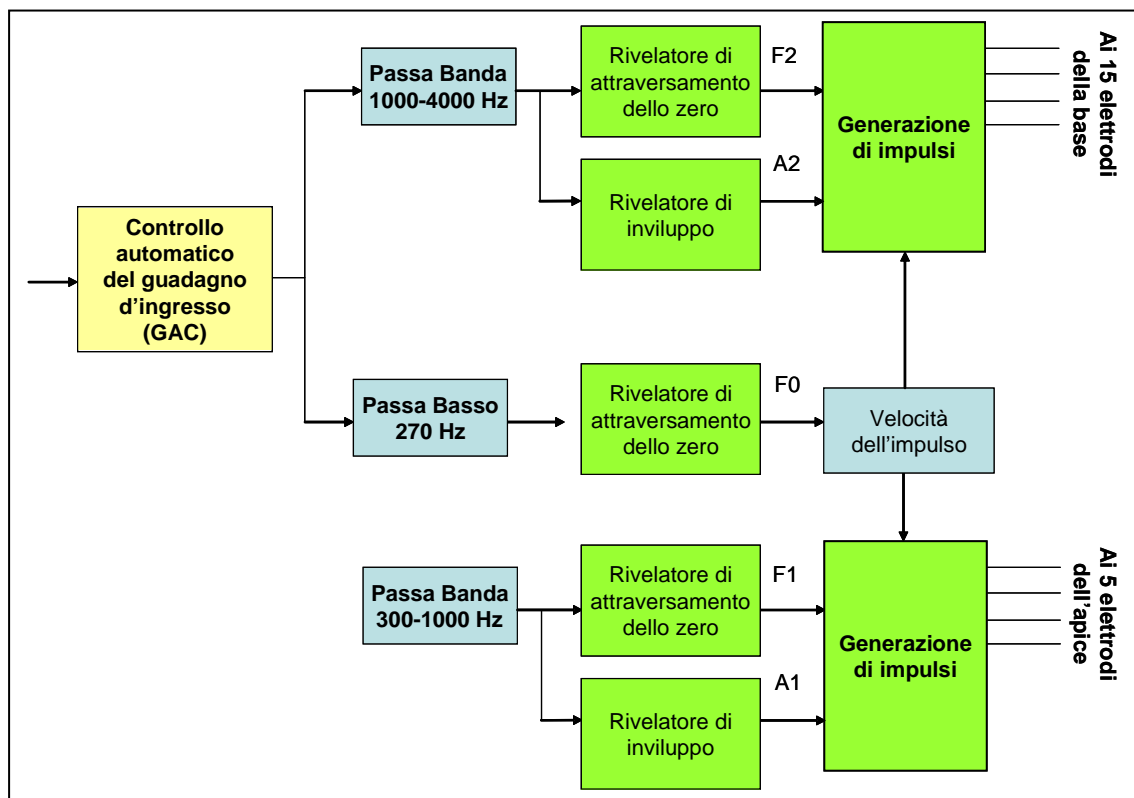 Passa Banda
1000-4000 Hz
Rivelatore di
attraversamento
dello zero
F2
Generazione
di impulsi
Ai 15 elettrodi
della base
Rivelatore di
inviluppo
A2
Controllo
automatico
del guadagno
d'ingresso
(GAC)
Passa Basso
270 Hz
Rivelatore di
attraversamento
dello zero
F0
Velocità
dell'impulso
Passa Banda
300-1000 Hz
Rivelatore di
attraversamento
dello zero
F1
Generazione
di impulsi
Ai 5 elettrodi
dell'apice
Rivelatore di
inviluppo
A1